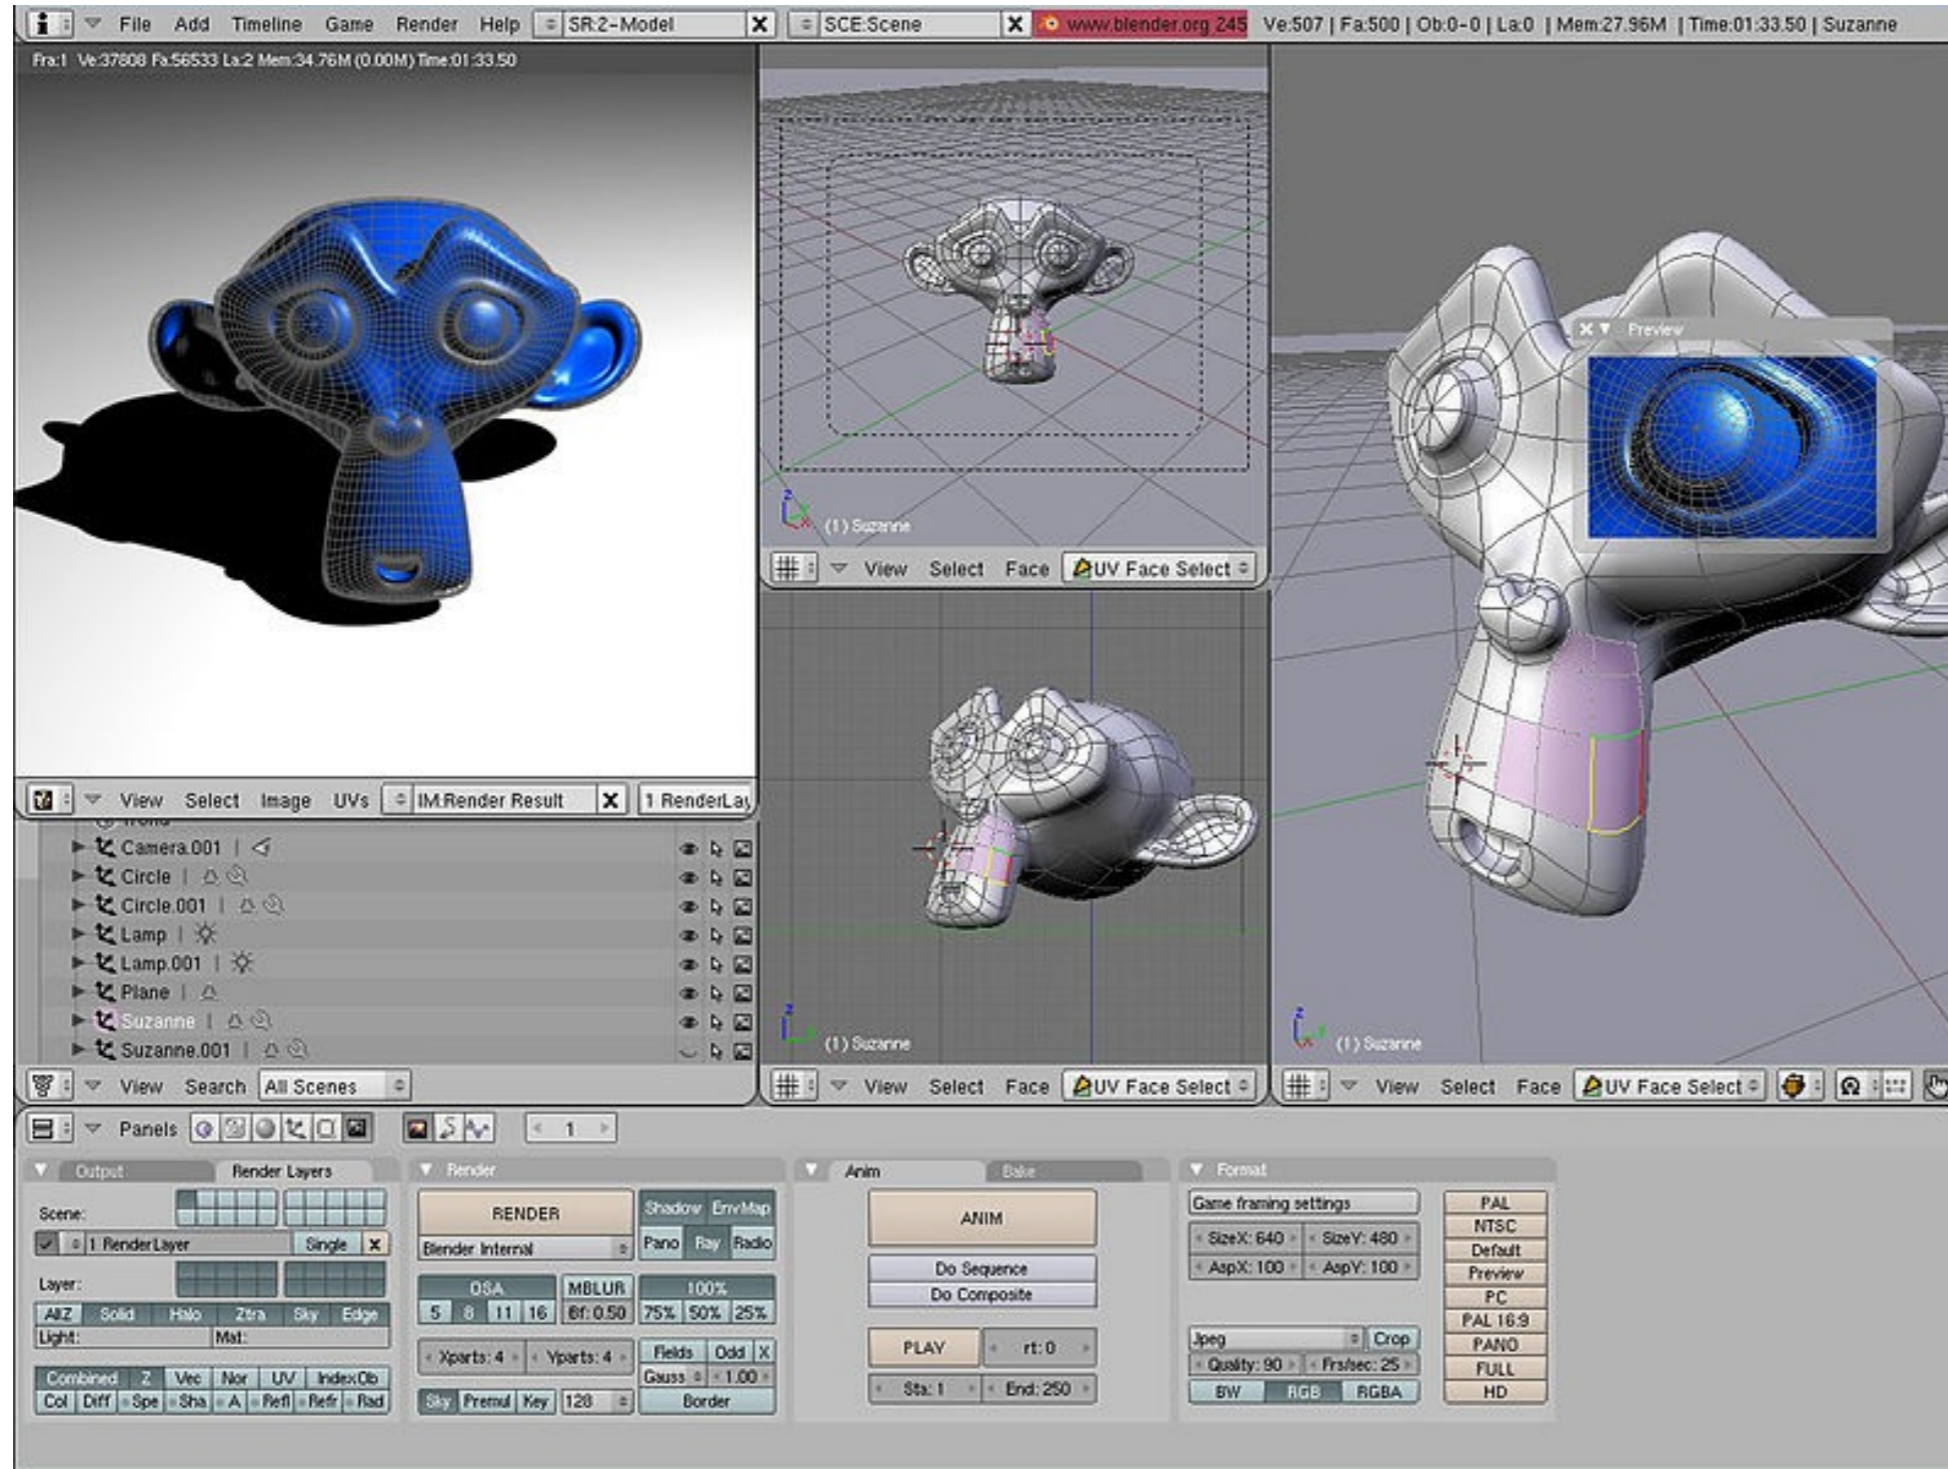 File Add Timeline Game Render Help SR:2-Model X SCE:Scene X www.blender.org 245 Ve:507 | Fa:500 | Ob:0-0 | La:0 | Mem:27.96M | Time:01:33.50 | Suzanne
Fra:1 Ve:37808 Fa:56533 La:2 Mem:34.76M (0.00M) Time:01:33.50
(1) Suzanne
View Select Face UV Face Select
Preview
View Select Image UVs IM:Render Result X 1 RenderLay
Camera.001
Circle
Circle.001
Lamp
Lamp.001
Plane
Suzanne
Suzanne.001
View Search All Scenes
(1) Suzanne
View Select Face UV Face Select
(1) Suzanne
View Select Face UV Face Select
Panels 1
Output Render Layers
Scene:
1 RenderLayer Single X
Layer:
AllZ Solid Halo Ztra Sky Edge
Light: Mat:
Combined Z Vec Nor UV IndexOb
Col Diff Spe Sha A Refl Refr Rad
Render
RENDER
Blender Internal
Shadow EnvMap
Pano Ray Radio
OSA MBLUR 100%
5 8 11 16 Bf: 0.50 75% 50% 25%
Xparts: 4 Yparts: 4 Fields Odd X
Gauss 1.00
Sky Premul Key 128 Border
Anim Bake
ANIM
Do Sequence
Do Composite
PLAY rt: 0
Sta: 1 End: 250
Format
Game framing settings
SizeX: 640 SizeY: 480
AspX: 100 AspY: 100
Jpeg Crop
Quality: 90 Frs/sec: 25
BW RGB RGBA
PAL
NTSC
Default
Preview
PC
PAL 16:9
PANO
FULL
HD